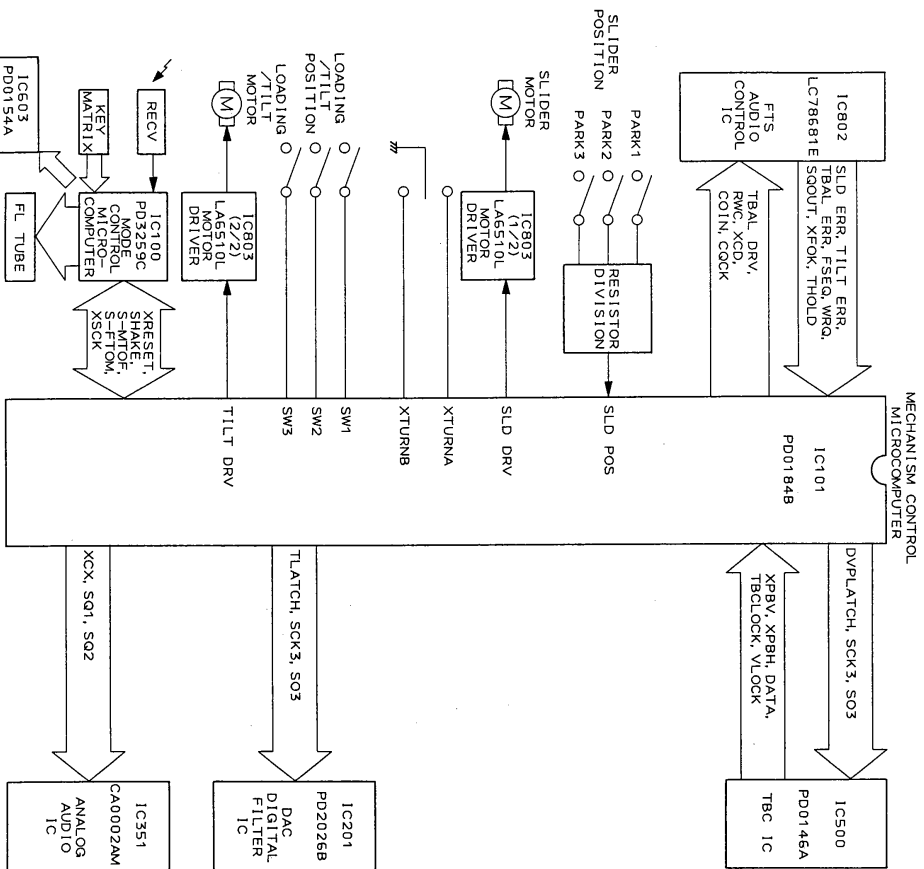 MECHANISM CONTROL
MICROCOMPUTER
IC802
LC78681E
FTS
AUDIO
CONTROL
IC
SLD ERR, TILT ERR,
TBAL ERR, FSEQ, WRQ,
SQOUT, XFOK, THOLD
TBAL DRV,
RWC, XCD,
COIN, CQCK
SLIDER
POSITION
PARK1
PARK2
PARK3
RESISTOR
DIVISION
SLD POS
SLIDER
MOTOR
M
IC803
(1/2)
LA6510L
MOTOR
DRIVER
SLD DRV
XTURNA
XTURNB
LOADING
/TILT
POSITION
SW1
SW2
SW3
LOADING
/TILT
MOTOR
M
IC803
(2/2)
LA6510L
MOTOR
DRIVER
TILT DRV
RECV
KEY
MATRIX
IC100
PD3259C
MODE
CONTROL
MICRO-
COMPUTER
XRESET,
SHAKE,
S-MTOF,
S-FTOM,
XSCK
IC603
PD0154A
FL TUBE
IC101
PD0184B
DVPLATCH, SCK3, SO3
XPBV, XPBH, DATA,
TBCLOCK, VLOCK
IC500
PD0146A
TBC IC
TLATCH, SCK3, SO3
IC201
PD2026B
DAC
DIGITAL
FILTER
IC
XCX, SQ1, SQ2
IC351
CA0002AM
ANALOG
AUDIO
IC